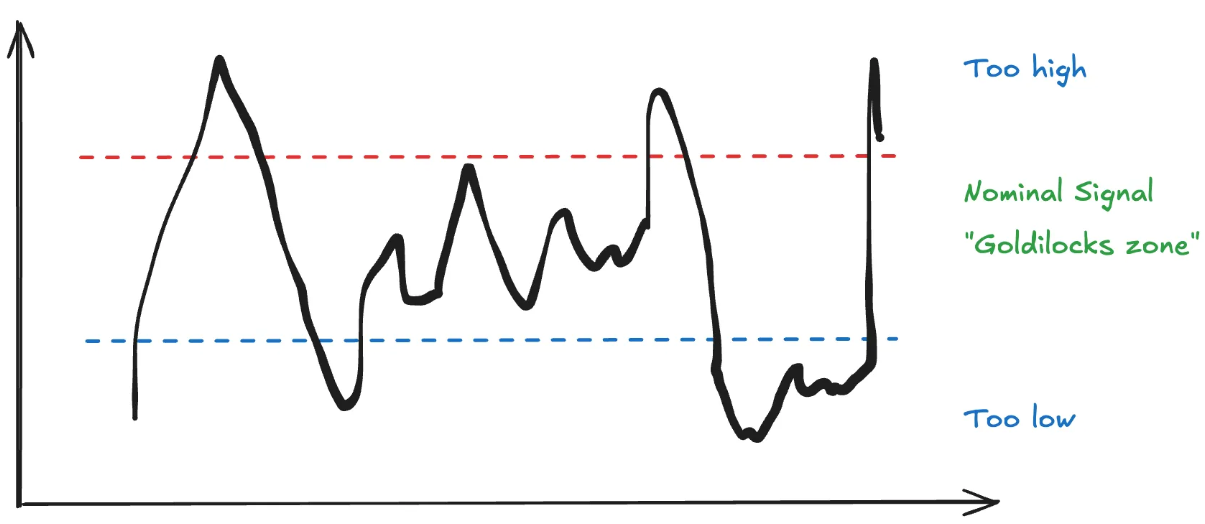 Too high
Nominal Signal
"Goldilocks zone"
Too low